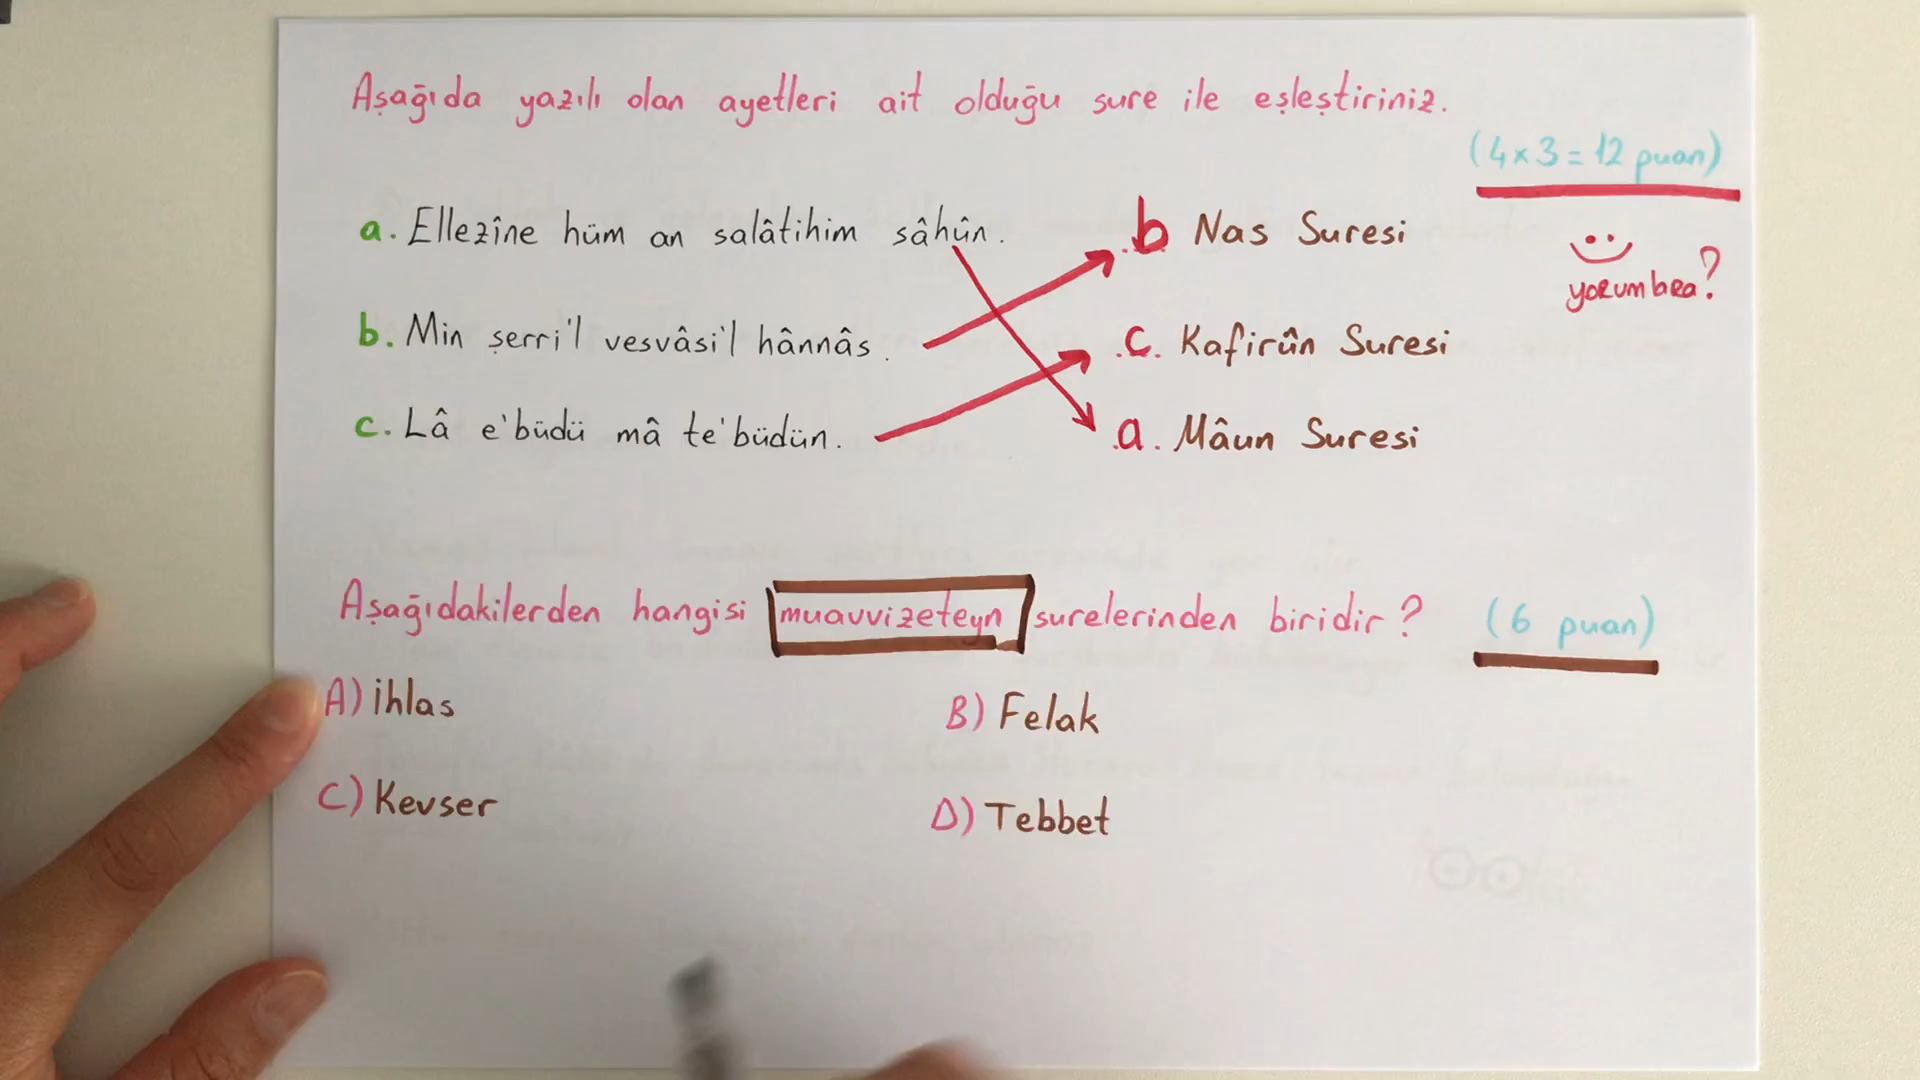 Aşağıda yazılı olan ayetleri ait olduğu sure ile eşleştiriniz.
(4x3=12 puan)
a. Ellezîne hüm an salâtihim sâhûn.
b Nas Suresi
yorumbra?
b. Min şerri'l vesvâsi'l hânnâs.
.c. Kafirûn Suresi
c. Lâ e'büdü mâ te'büdün.
.a. Mâun Suresi
Aşağıdakilerden hangisi muavvizeteyn surelerinden biridir? (6 puan)
A) ihlas
B) Felak
C) Kevser
D) Tebbet